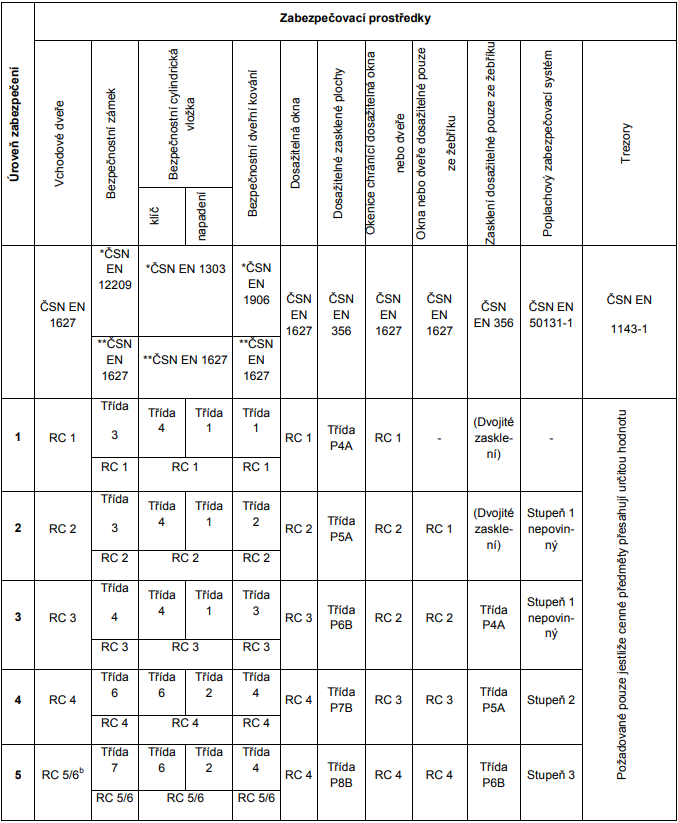 Zabezpečovací prostředky
Úroveň zabezpečení
Vchodové dveře
Bezpečnostní zámek
Bezpečnostní cylindrická
vložka
klíč
napadení
Bezpečnostní dveřní kování
Dosažitelná okna
Dosažitelné zasklené plochy
Okenice chránící dosažitelná okna
nebo dveře
Okna nebo dveře dosažitelné pouze
ze žebříku
Zasklení dosažitelné pouze ze žebříku
Poplachový zabezpečovací systém
Trezory
ČSN EN
1627
*ČSN
EN
12209
*ČSN EN 1303
*ČSN
EN
1906
ČSN
EN
1627
ČSN
EN
356
ČSN
EN
1627
ČSN
EN
1627
ČSN
EN 356
ČSN EN
50131-1
ČSN EN
1143-1
**ČSN
EN
1627
**ČSN EN 1627
**ČSN
EN
1627
1
RC 1
Třída
3
Třída
4
Třída
1
Třída
1
RC 1
Třída
P4A
RC 1
-
(Dvojité
zaskle-
ní)
-
RC 1
RC 1
RC 1
Požadované pouze jestliže cenné předměty přesahují určitou hodnotu
2
RC 2
Třída
3
Třída
4
Třída
1
Třída
2
RC 2
Třída
P5A
RC 2
RC 1
(Dvojité
zaskle-
ní)
Stupeň 1
nepovin-
ný
RC 2
RC 2
RC 2
3
RC 3
Třída
4
Třída
4
Třída
1
Třída
3
RC 3
Třída
P6B
RC 2
RC 2
Třída
P4A
Stupeň 1
nepovin-
ný
RC 3
RC 3
RC 3
4
RC 4
Třída
6
Třída
6
Třída
2
Třída
4
RC 4
Třída
P7B
RC 3
RC 3
Třída
P5A
Stupeň 2
RC 4
RC 4
RC 4
5
RC 5/6b
Třída
7
Třída
6
Třída
2
Třída
4
RC 4
Třída
P8B
RC 4
RC 4
Třída
P6B
Stupeň 3
RC 5/6
RC 5/6
RC 5/6